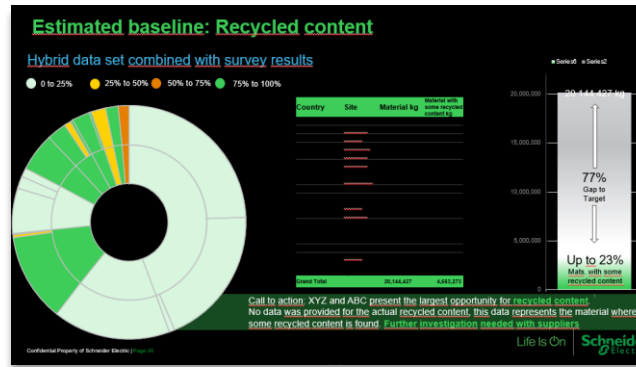 Estimated baseline: Recycled content
Hybrid data set combined with survey results
0 to 25%
25% to 50%
50% to 75%
75% to 100%
Country Site Material kg Material with some recycled content kg
Grand Total 20,144,427 4,663,273
Series6 Series2
20,144,427 kg
20,000,000
15,000,000
10,000,000
5,000,000
0
77%
Gap to
Target
Up to 23%
Mats. with some
recycled content
Call to action: XYZ and ABC present the largest opportunity for recycled content.
No data was provided for the actual recycled content, this data represents the material where
some recycled content is found. Further investigation needed with suppliers
Confidential Property of Schneider Electric | Page
Life Is On
Schneide
Electr